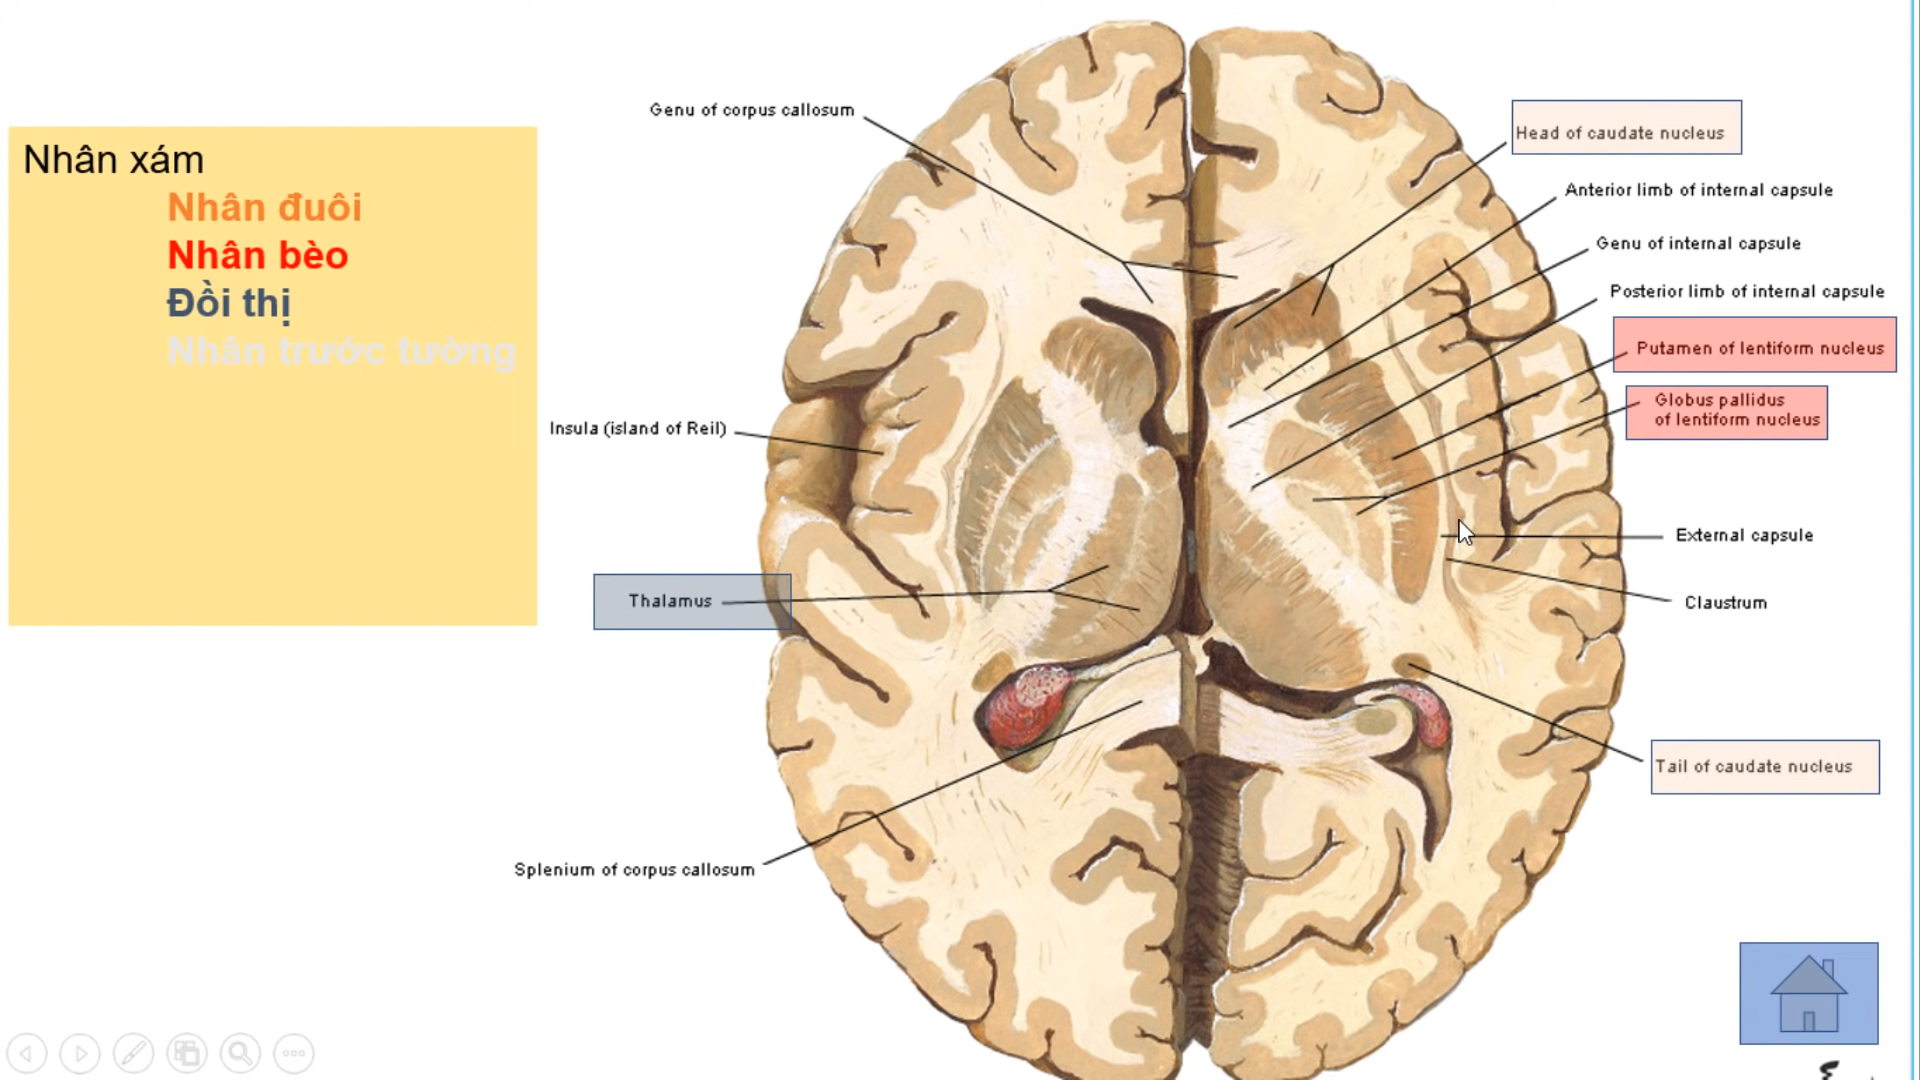 Nhân xám
Nhân đuôi
Nhân bèo
Đồi thị
Nhân trước tường
Genu of corpus callosum
Insula (island of Reil)
Thalamus
Splenium of corpus callosum
Head of caudate nucleus
Anterior limb of internal capsule
Genu of internal capsule
Posterior limb of internal capsule
Putamen of lentiform nucleus
Globus pallidus
of lentiform nucleus
External capsule
Claustrum
Tail of caudate nucleus